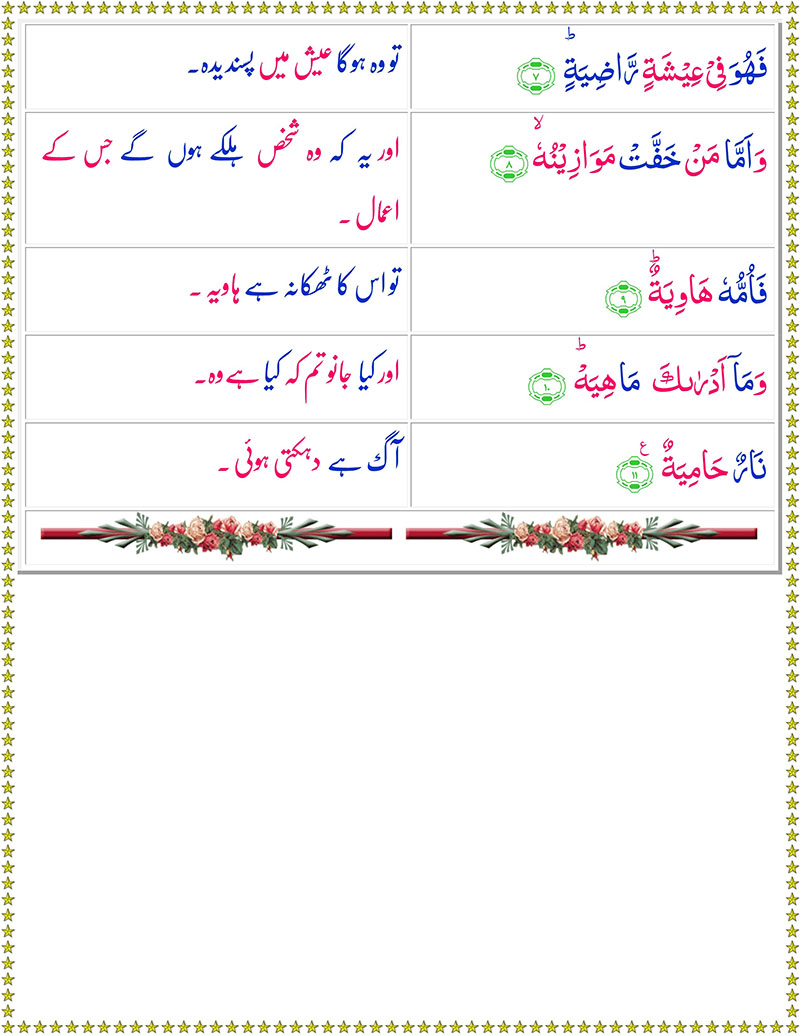 فَهُوَ فِیْ عِیْشَةٍ رَّاضِیَةٍ ؕ ﴿۷﴾
تو وہ ہوگا عیش میں پسندیدہ۔
وَاَمَّا مَنْ خَفَّتْ مَوَازِیْنُهٗ ۙ ﴿۸﴾
اور یہ کہ وہ شخص ہلکے ہوں گے جس کے
اعمال ۔
فَاُمُّهٗ هَاوِیَةٌ ؕ ﴿۹﴾
تو اس کا ٹھکانہ ہے ہاویہ ۔
وَمَاۤ اَدْرٰىكَ مَاهِیَهْ ؕ ﴿۱۰﴾
اور کیا جانو تم کہ کیا ہے وہ۔
نَارٌ حَامِیَةٌ ع ﴿۱۱﴾
آگ ہے دہکتی ہوئی ۔